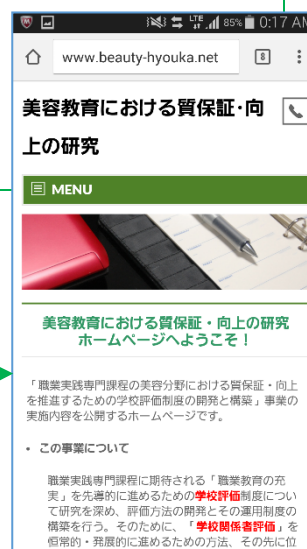 LTE 85% 0:17 AM
www.beauty-hyouka.net 8
美容教育における質保証・向
上の研究
MENU
美容教育における質保証・向上の研究
ホームページへようこそ！
「職業実践専門課程の美容分野における質保証・向上
を推進するための学校評価制度の開発と構築」事業の
実施内容を公開するホームページです。
• この事業について
職業実践専門課程に期待される「職業教育の充
実」を先導的に進めるための学校評価制度につい
て研究を深め、評価方法の開発とその運用制度の
構築を行う。そのために、「学校関係者評価」を
恒常的・発展的に進めるための方法、その先に位